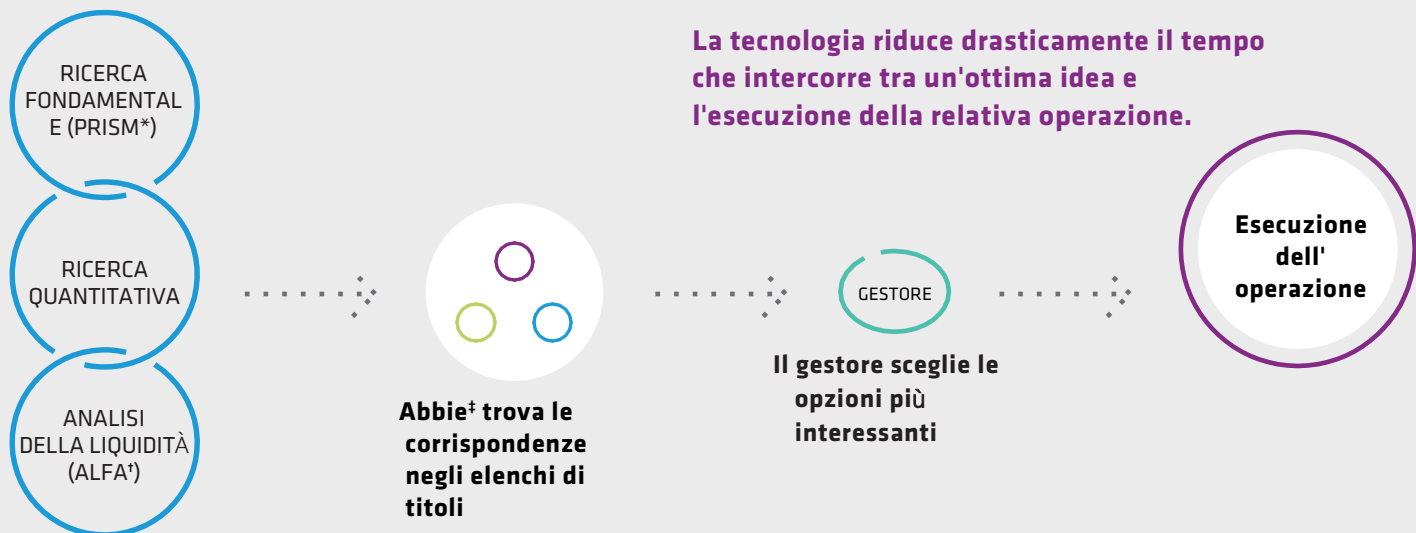 La tecnologia riduce drasticamente il tempo
che intercorre tra un'ottima idea e
l'esecuzione della relativa operazione.
RICERCA
FONDAMENTAL
E (PRISM*)
RICERCA
QUANTITATIVA
ANALISI
DELLA LIQUIDITÀ
(ALFA†)
Abbie‡ trova le
corrispondenze
negli elenchi di
titoli
GESTORE
Il gestore sceglie le
opzioni più
interessanti
Esecuzione
dell'
operazione